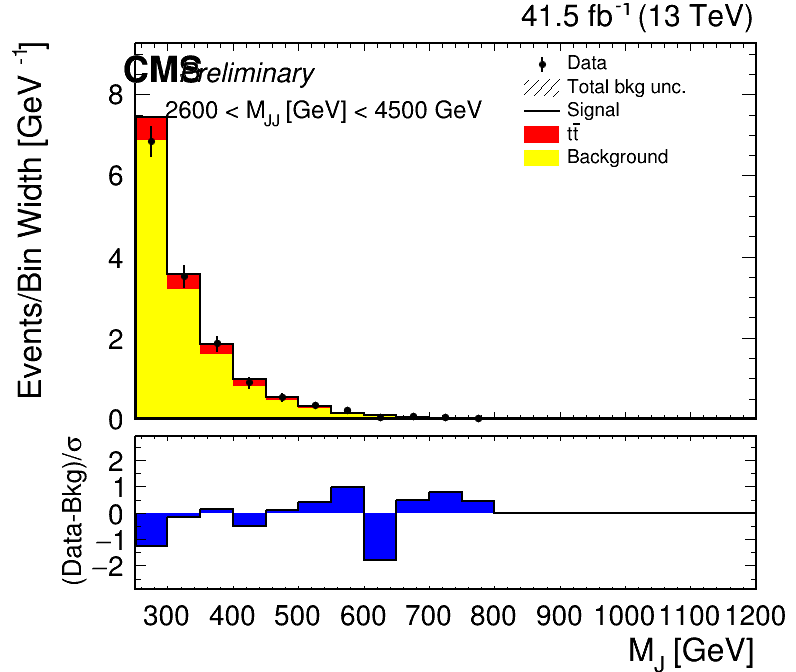 41.5 fb⁻¹ (13 TeV)
CMS Preliminary
2600 < M_JJ [GeV] < 4500 GeV
Data
Total bkg unc.
Signal
tt̄
Background
Events/Bin Width [GeV⁻¹]
8
6
4
2
0
(Data-Bkg)/σ
2
1
0
−1
−2
300 400 500 600 700 800 900 1000 1100 1200
M_J [GeV]